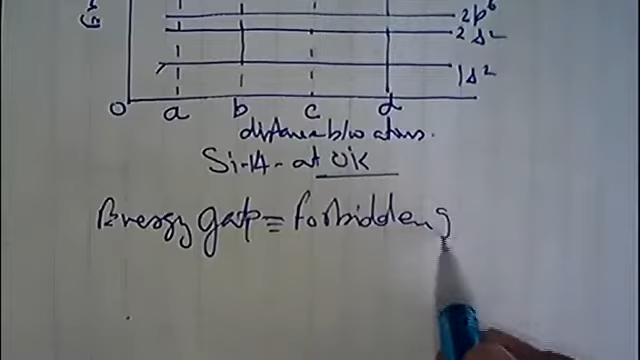 2p⁶
2s²
1s²
0 a b c d
distance b/w atoms.
Si-14- at 0K
Energy gap ≡ forbidden g